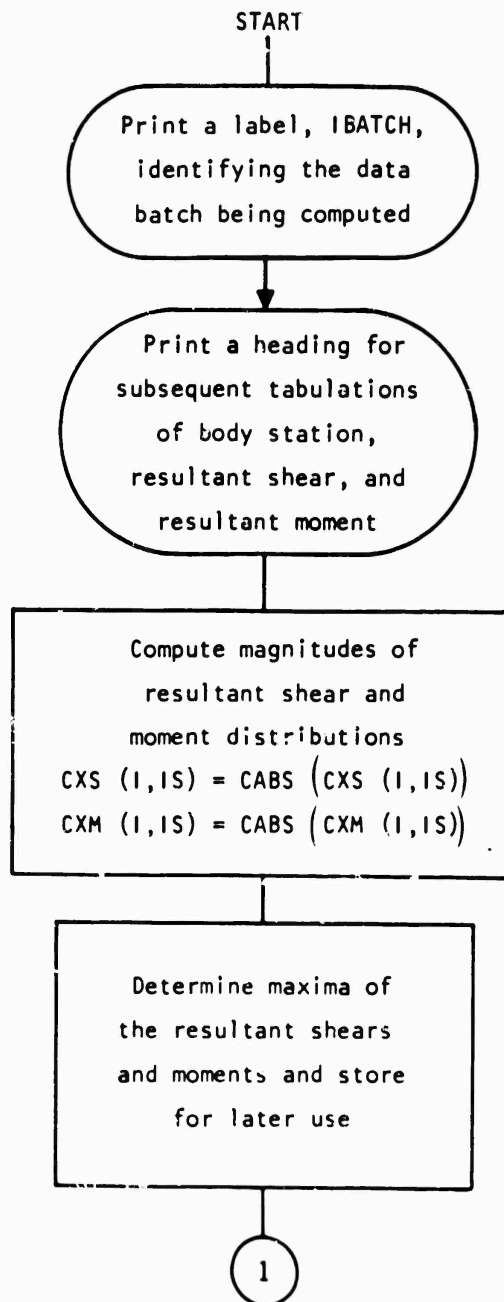 START
Print a label, IBATCH,
identifying the data
batch being computed
Print a heading for
subsequent tabulations
of body station,
resultant shear, and
resultant moment
Compute magnitudes of
resultant shear and
moment distributions
CXS (I,IS) = CABS (CXS (I,IS))
CXM (I,IS) = CABS (CXM (I,IS))
Determine maxima of
the resultant shears
and moments and store
for later use
1